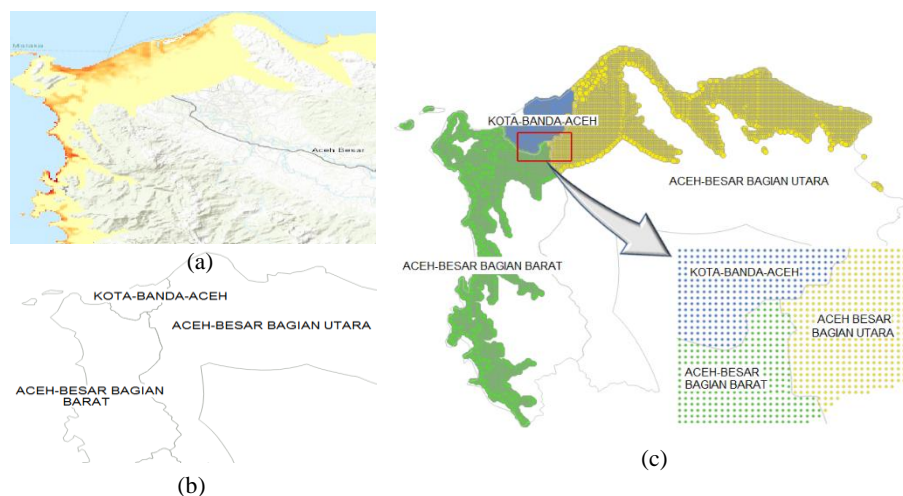 Aceh Besar
(a)
KOTA-BANDA-ACEH
ACEH-BESAR BAGIAN UTARA
ACEH-BESAR BAGIAN
BARAT
(b)
KOTA-BANDA-ACEH
ACEH-BESAR BAGIAN UTARA
ACEH-BESAR BAGIAN BARAT
KOTA-BANDA-ACEH
ACEH BESAR
BAGIAN UTARA
ACEH-BESAR
BAGIAN BARAT
(c)